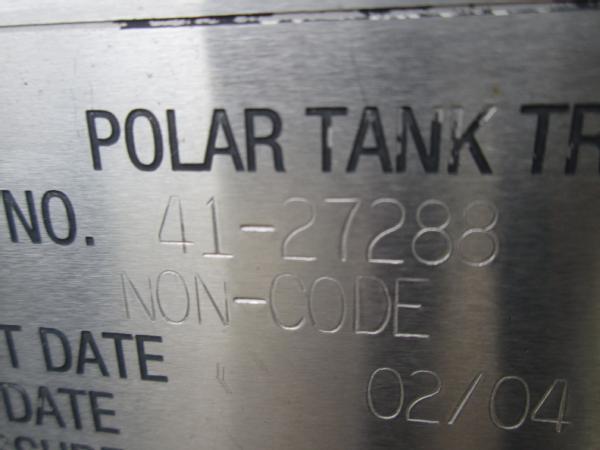 POLAR TANK TR
NO. 41-27288
NON-CODE
T DATE
DATE 02/04